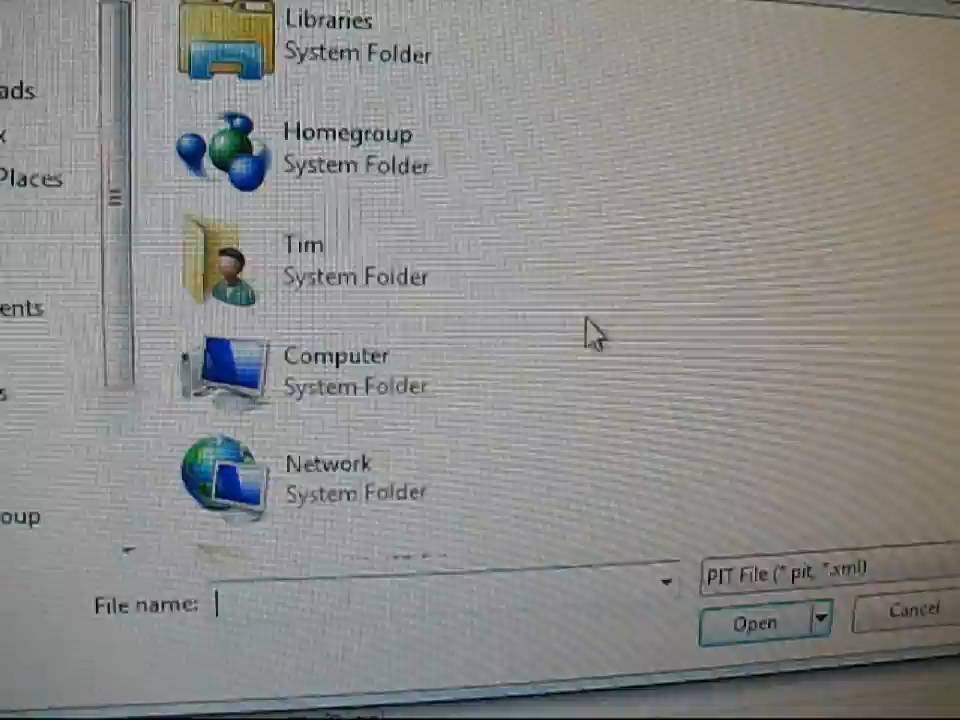 Libraries
System Folder
ads
x
Homegroup
System Folder
Places
Tim
System Folder
ents
Computer
System Folder
s
Network
System Folder
oup
File name:
PIT File (*.pit, *.xml)
Open
Cancel